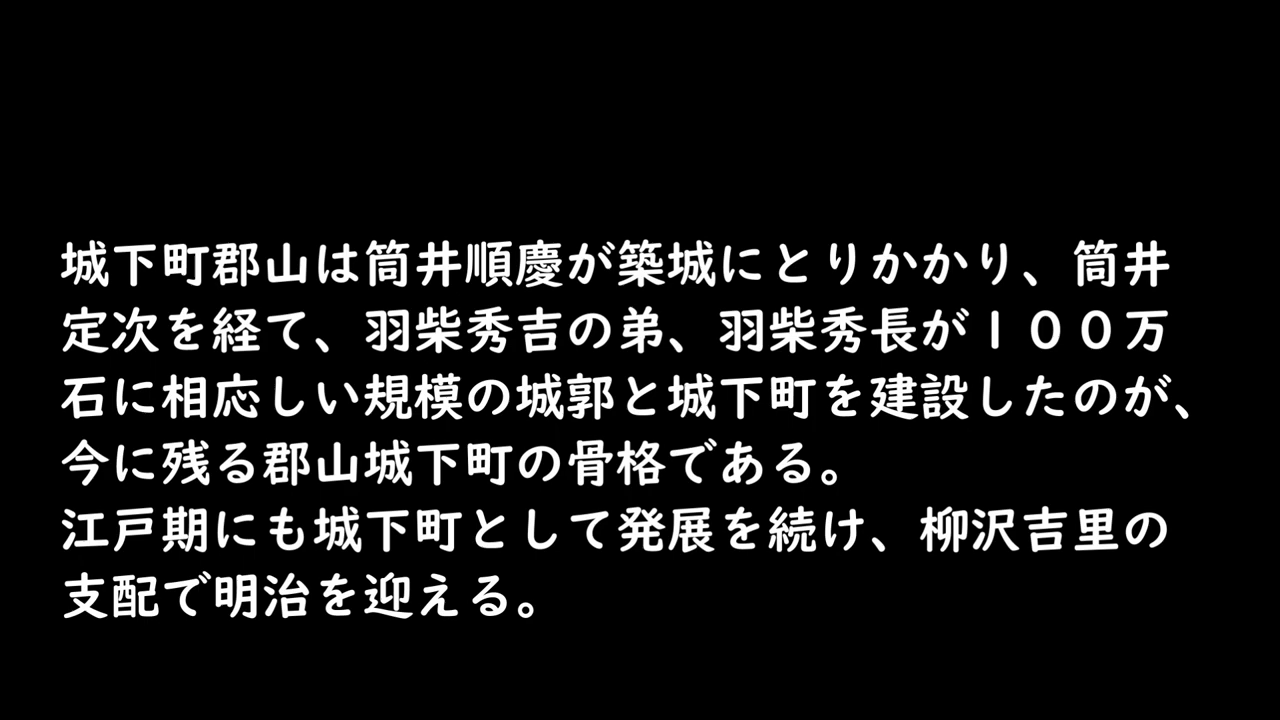 城下町郡山は筒井順慶が築城にとりかかり、筒井
定次を経て、羽柴秀吉の弟、羽柴秀長が１００万
石に相応しい規模の城郭と城下町を建設したのが、
今に残る郡山城下町の骨格である。
江戸期にも城下町として発展を続け、柳沢吉里の
支配で明治を迎える。